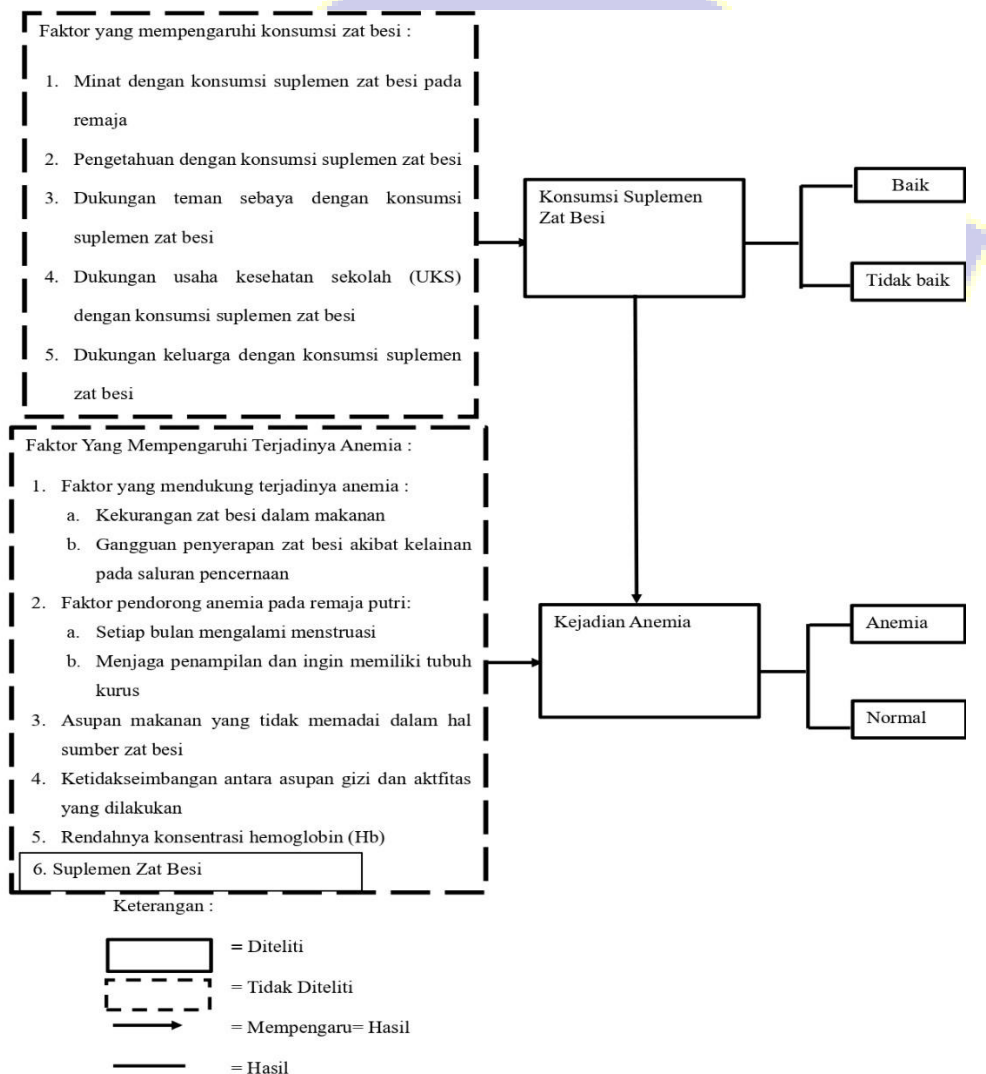 Faktor yang mempengaruhi konsumsi zat besi :
1. Minat dengan konsumsi suplemen zat besi pada
remaja
2. Pengetahuan dengan konsumsi suplemen zat besi
3. Dukungan teman sebaya dengan konsumsi
suplemen zat besi
4. Dukungan usaha kesehatan sekolah (UKS)
dengan konsumsi suplemen zat besi
5. Dukungan keluarga dengan konsumsi suplemen
zat besi
Konsumsi Suplemen
Zat Besi
Baik
Tidak baik
Faktor Yang Mempengaruhi Terjadinya Anemia :
1. Faktor yang mendukung terjadinya anemia :
a. Kekurangan zat besi dalam makanan
b. Gangguan penyerapan zat besi akibat kelainan
pada saluran pencernaan
2. Faktor pendorong anemia pada remaja putri:
a. Setiap bulan mengalami menstruasi
b. Menjaga penampilan dan ingin memiliki tubuh
kurus
3. Asupan makanan yang tidak memadai dalam hal
sumber zat besi
4. Ketidakseimbangan antara asupan gizi dan aktfitas
yang dilakukan
5. Rendahnya konsentrasi hemoglobin (Hb)
6. Suplemen Zat Besi
Kejadian Anemia
Anemia
Normal
Keterangan :
= Diteliti
= Tidak Diteliti
= Mempengaru= Hasil
= Hasil